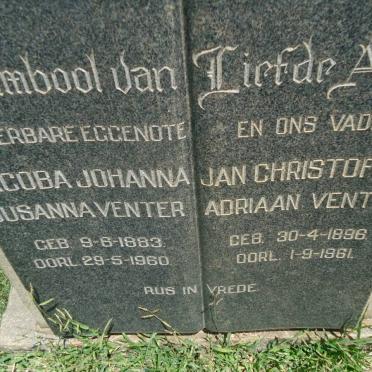 mbool van Liefde A
ERBARE EGGENOTE EN ONS VAD
COBA JOHANNA JAN CHRISTOF
SUSANNA VENTER ADRIAAN VENT
GEB. 9-6-1883. GEB. 30-4-1896
OORL. 29-5-1960 OORL. 1-9-1961.
RUS IN VREDE.